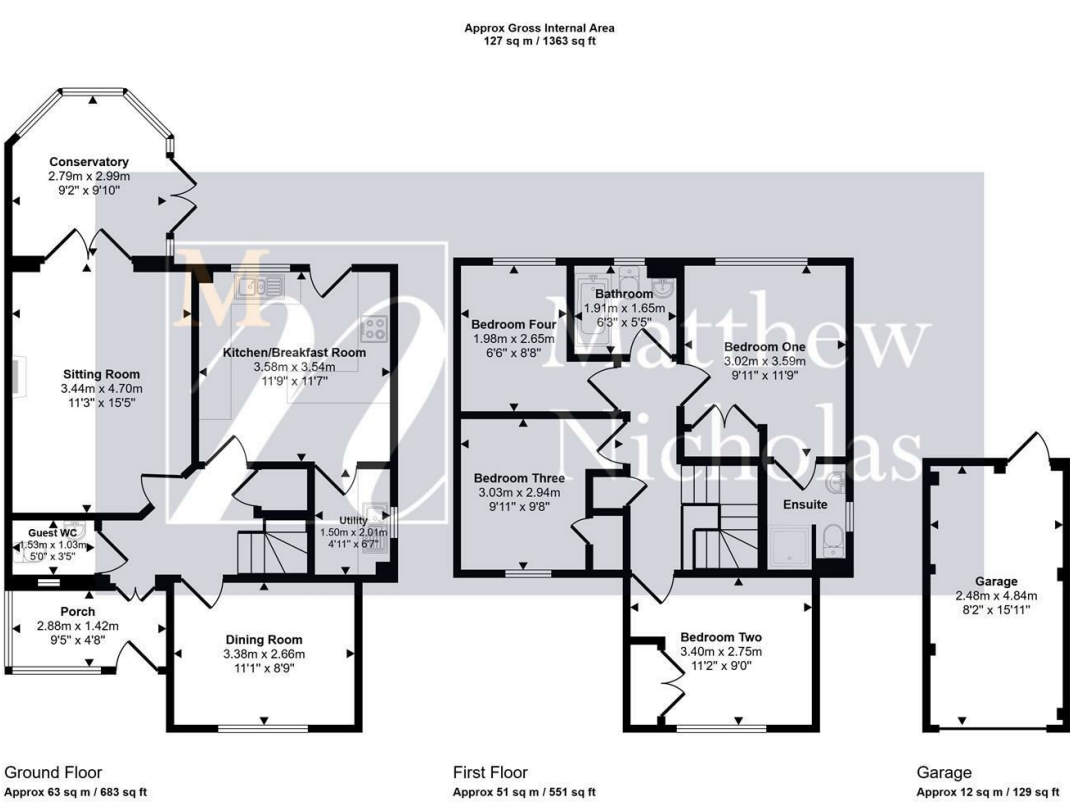 Approx Gross Internal Area
127 sq m / 1363 sq ft
Conservatory
2.79m x 2.99m
9'2" x 9'10"
Sitting Room
3.44m x 4.70m
11'3" x 15'5"
Kitchen/Breakfast Room
3.58m x 3.54m
11'9" x 11'7"
Utility
1.50m x 2.01m
4'11" x 6'7"
Guest WC
1.53m x 1.03m
5'0" x 3'5"
Porch
2.88m x 1.42m
9'5" x 4'8"
Dining Room
3.38m x 2.66m
11'1" x 8'9"
Bedroom Four
1.98m x 2.65m
6'6" x 8'8"
Bathroom
1.91m x 1.65m
6'3" x 5'5"
Bedroom One
3.02m x 3.59m
9'11" x 11'9"
Bedroom Three
3.03m x 2.94m
9'11" x 9'8"
Ensuite
Bedroom Two
3.40m x 2.75m
11'2" x 9'0"
Garage
2.48m x 4.84m
8'2" x 15'11"
M
n
Matthew
Nicholas
Ground Floor
Approx 63 sq m / 683 sq ft
First Floor
Approx 51 sq m / 551 sq ft
Garage
Approx 12 sq m / 129 sq ft